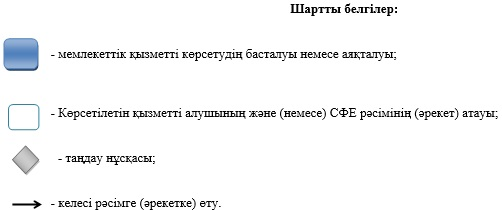 Шартты белгілер:
- мемлекеттік қызметті көрсетудің басталуы немесе аяқталуы;
- Көрсетілетін қызметті алушының және (немесе) СФЕ рәсімінің (әрекет) атауы;
- таңдау нұсқасы;
- келесі рәсімге (әрекетке) өту.